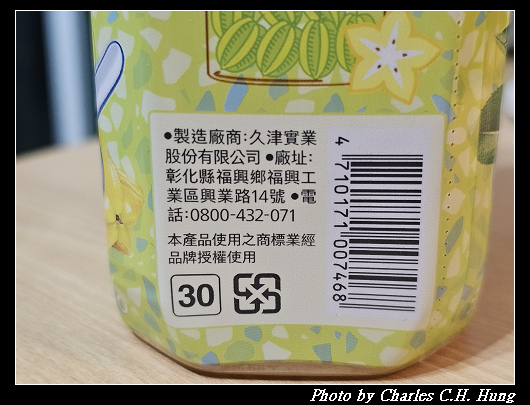 •製造廠商:久津實業
股份有限公司 •廠址:
彰化縣福興鄉福興工
業區興業路14號 •電
話:0800-432-071
本產品使用之商標業經
品牌授權使用
30
4 710171 007468
Photo by Charles C.H. Hung